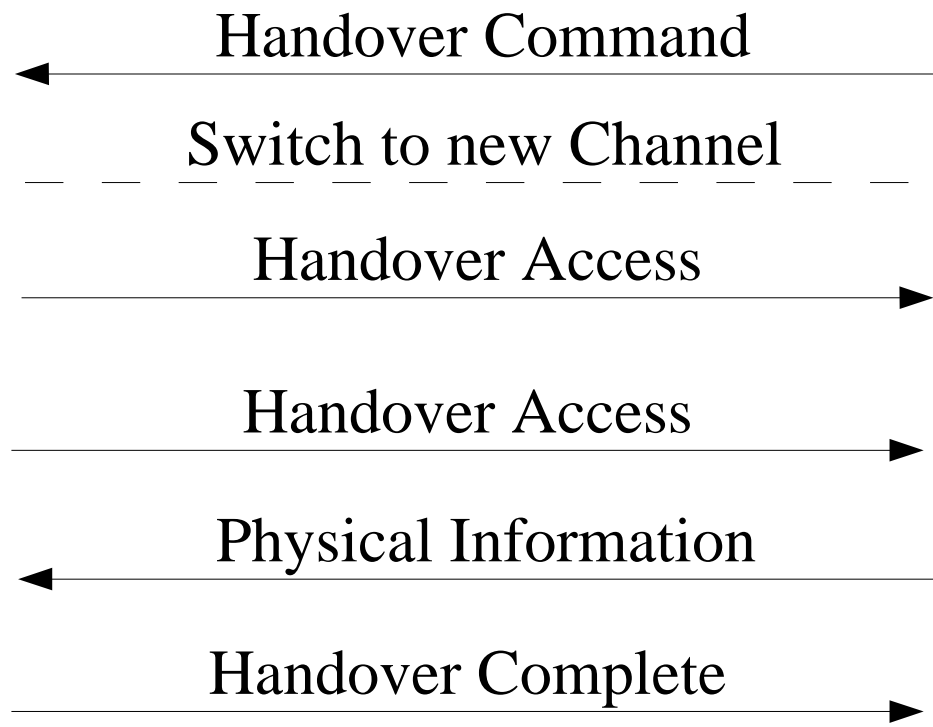 Handover Command
Switch to new Channel
Handover Access
Handover Access
Physical Information
Handover Complete